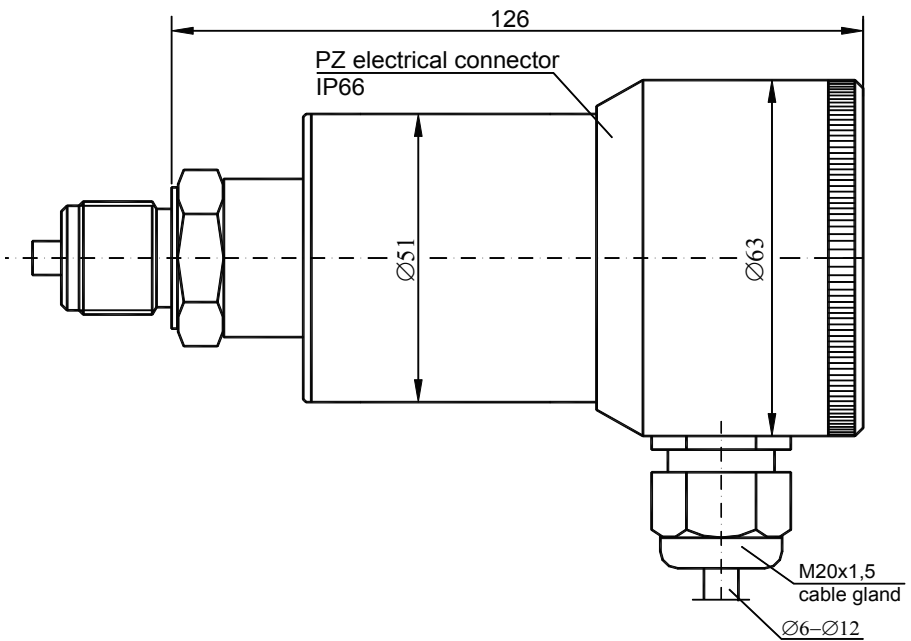 126
PZ electrical connector
IP66
Ø51
Ø63
M20x1,5
cable gland
Ø6–Ø12